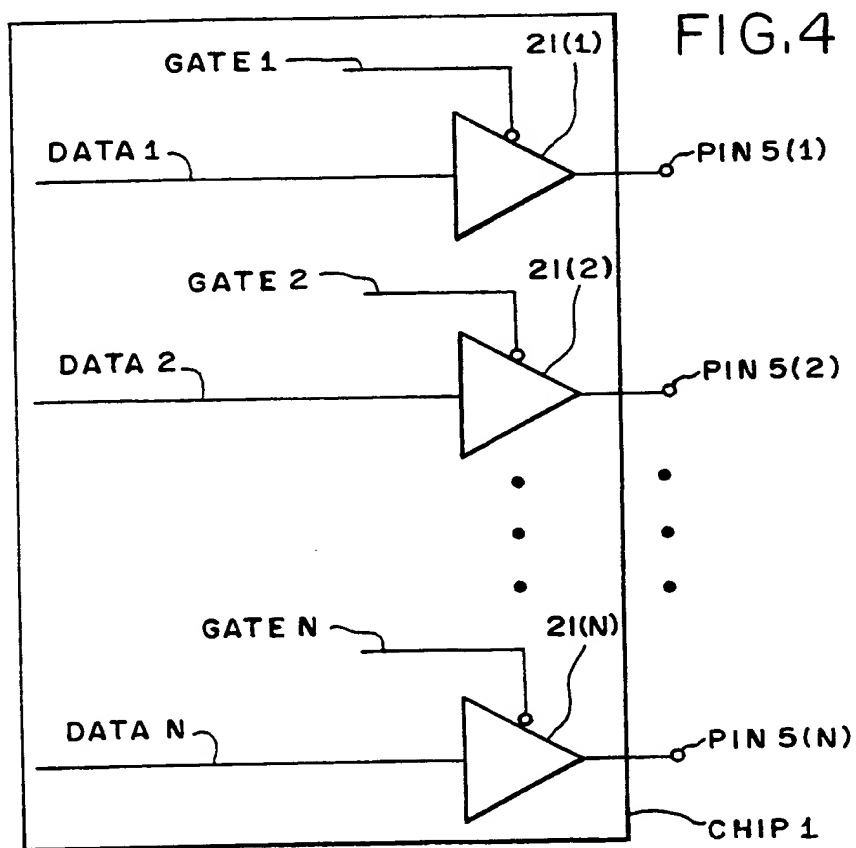 FIG.4
21(1)
GATE 1
DATA 1
PIN 5(1)
21(2)
GATE 2
DATA 2
PIN 5(2)
21(N)
GATE N
DATA N
PIN 5(N)
CHIP 1